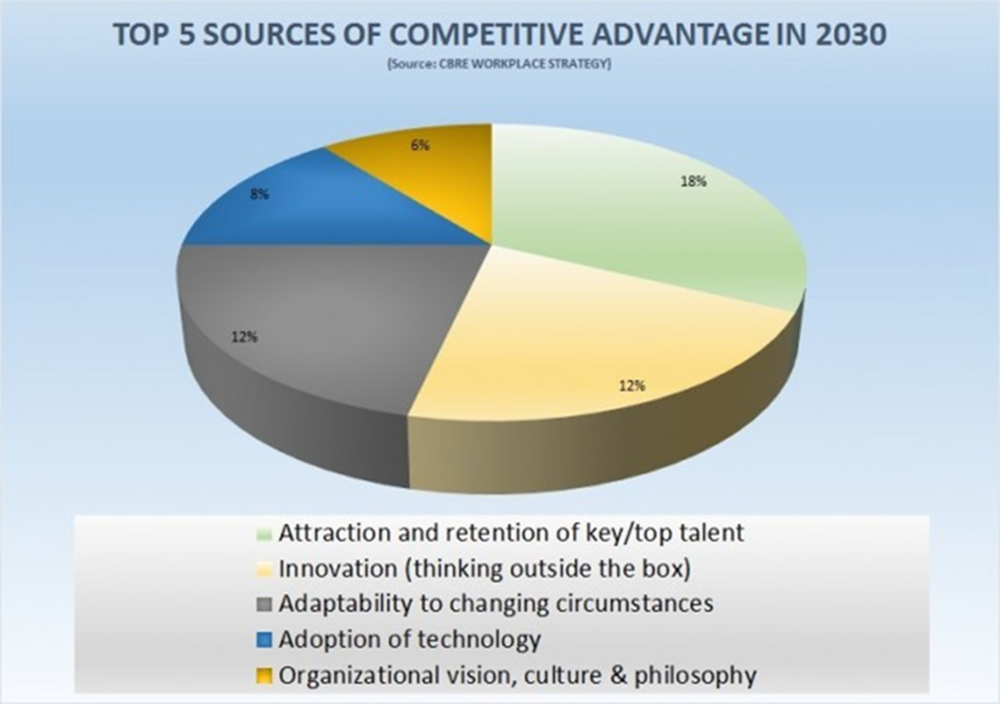 TOP 5 SOURCES OF COMPETITIVE ADVANTAGE IN 2030
(Source: CBRE WORKPLACE STRATEGY)
6%
18%
8%
12%
12%
Attraction and retention of key/top talent
Innovation (thinking outside the box)
Adaptability to changing circumstances
Adoption of technology
Organizational vision, culture & philosophy